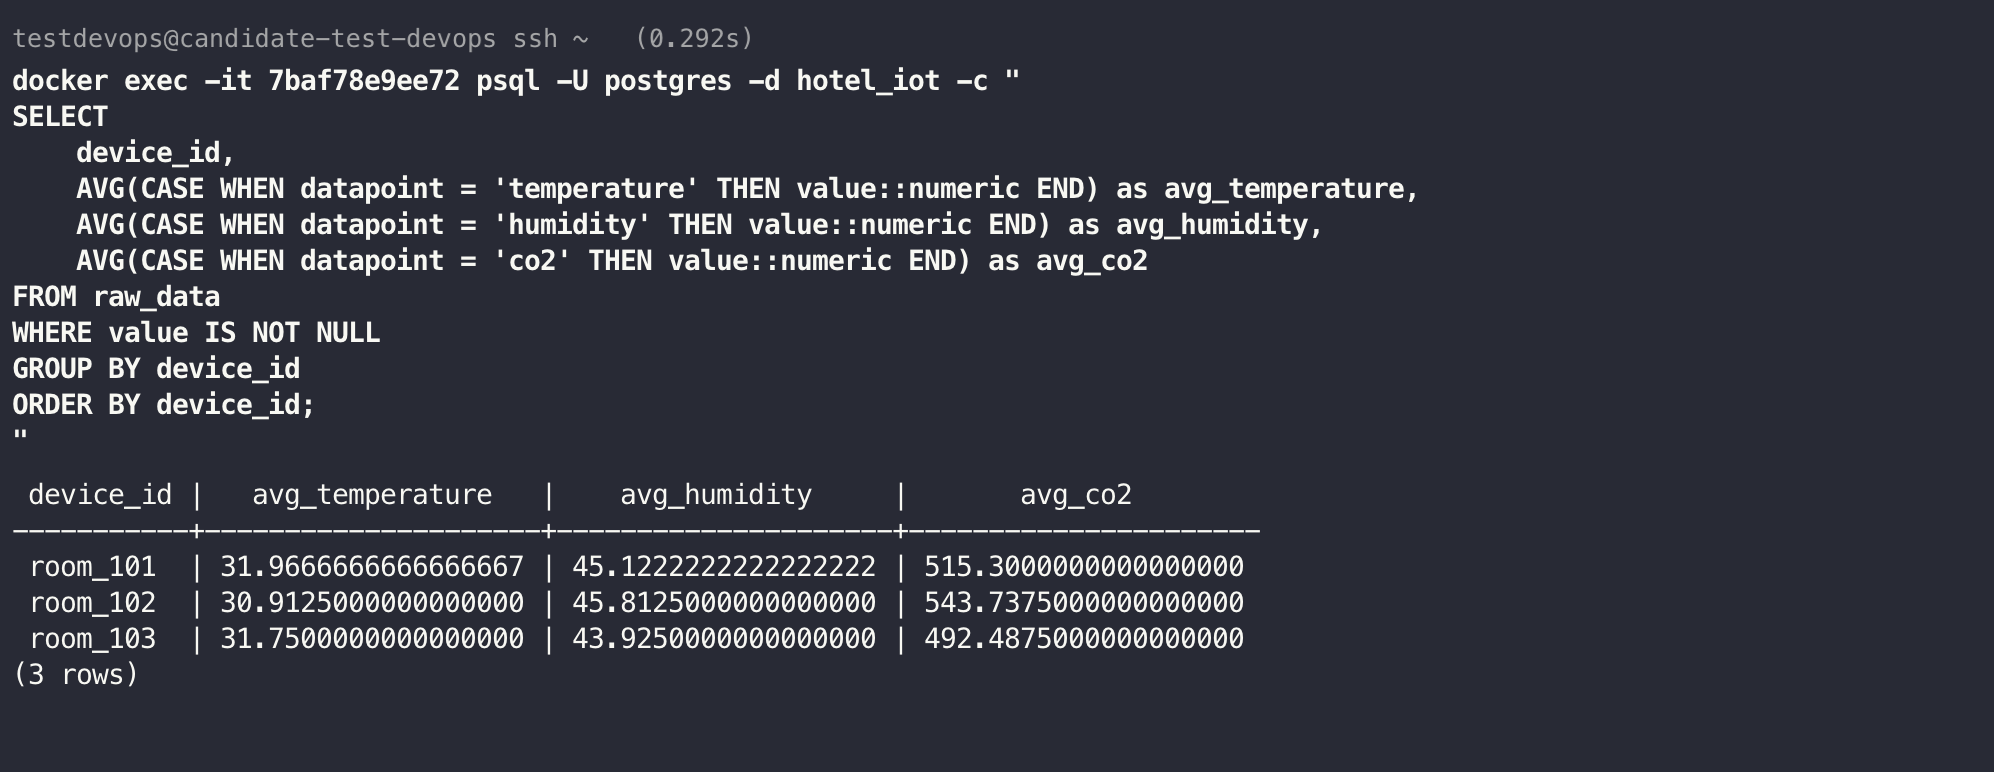 testdevops@candidate-test-devops ssh ~   (0.292s)
docker exec -it 7baf78e9ee72 psql -U postgres -d hotel_iot -c "
SELECT
    device_id,
    AVG(CASE WHEN datapoint = 'temperature' THEN value::numeric END) as avg_temperature,
    AVG(CASE WHEN datapoint = 'humidity' THEN value::numeric END) as avg_humidity,
    AVG(CASE WHEN datapoint = 'co2' THEN value::numeric END) as avg_co2
FROM raw_data
WHERE value IS NOT NULL
GROUP BY device_id
ORDER BY device_id;
"
 device_id |   avg_temperature   |    avg_humidity     |       avg_co2
-----------+---------------------+---------------------+----------------------
 room_101  | 31.9666666666666667 | 45.1222222222222222 | 515.3000000000000000
 room_102  | 30.9125000000000000 | 45.8125000000000000 | 543.7375000000000000
 room_103  | 31.7500000000000000 | 43.9250000000000000 | 492.4875000000000000
(3 rows)